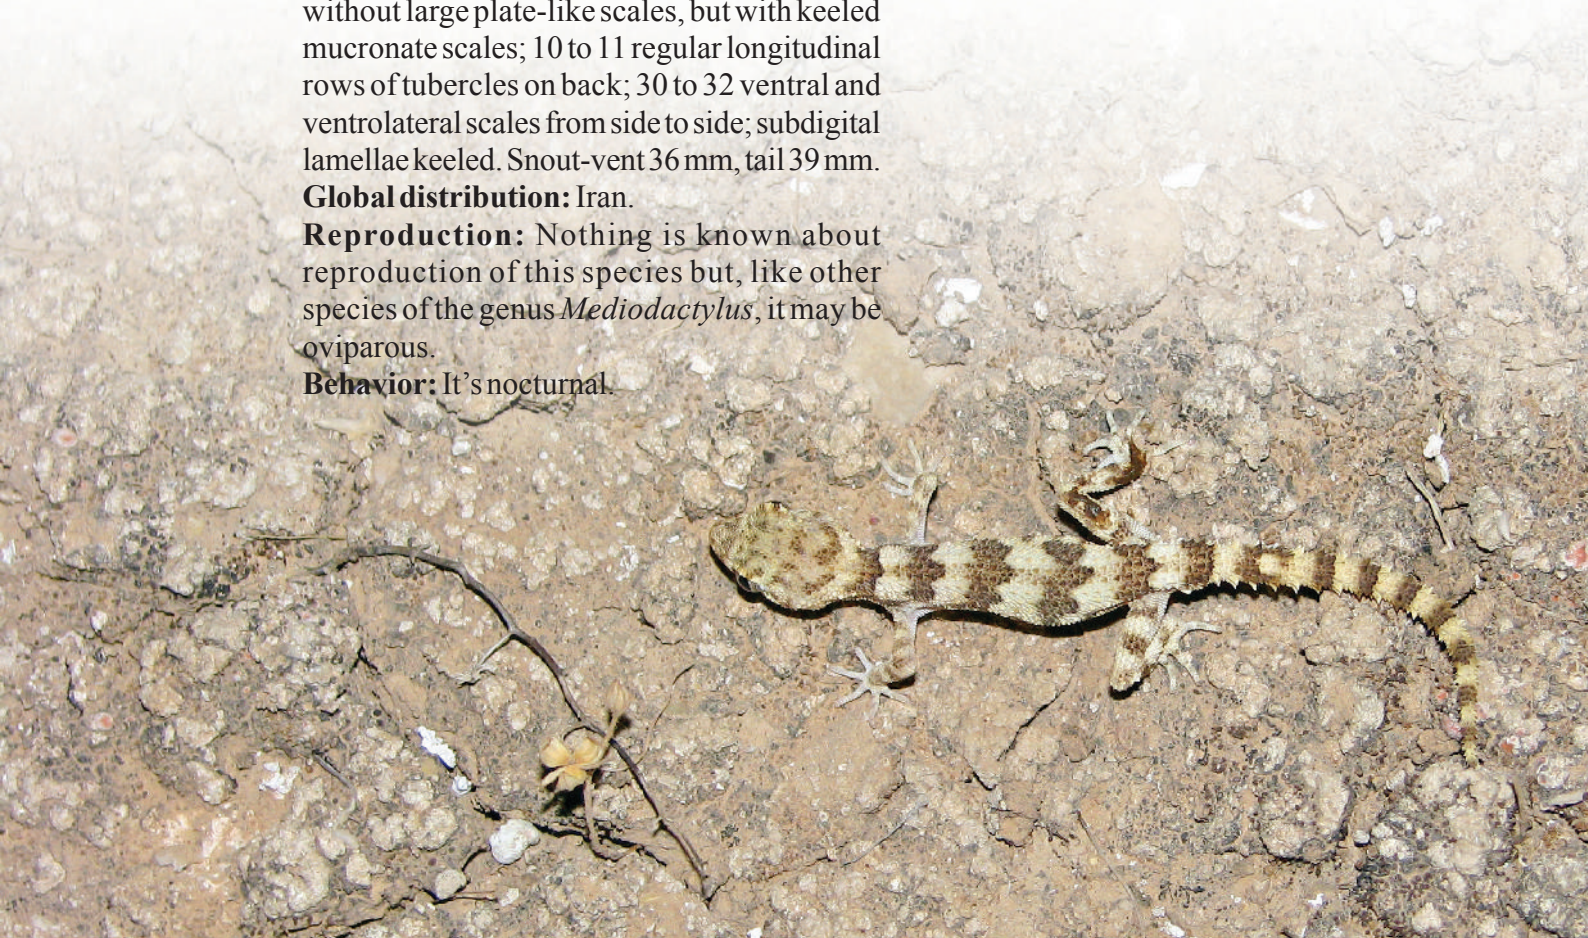 without large plate-like scales, but with keeled
mucronate scales; 10 to 11 regular longitudinal
rows of tubercles on back; 30 to 32 ventral and
ventrolateral scales from side to side; subdigital
lamellae keeled. Snout-vent 36 mm, tail 39 mm.
Global distribution: Iran.
Reproduction: Nothing is known about
reproduction of this species but, like other
species of the genus Mediodactylus, it may be
oviparous.
Behavior: It’s nocturnal.